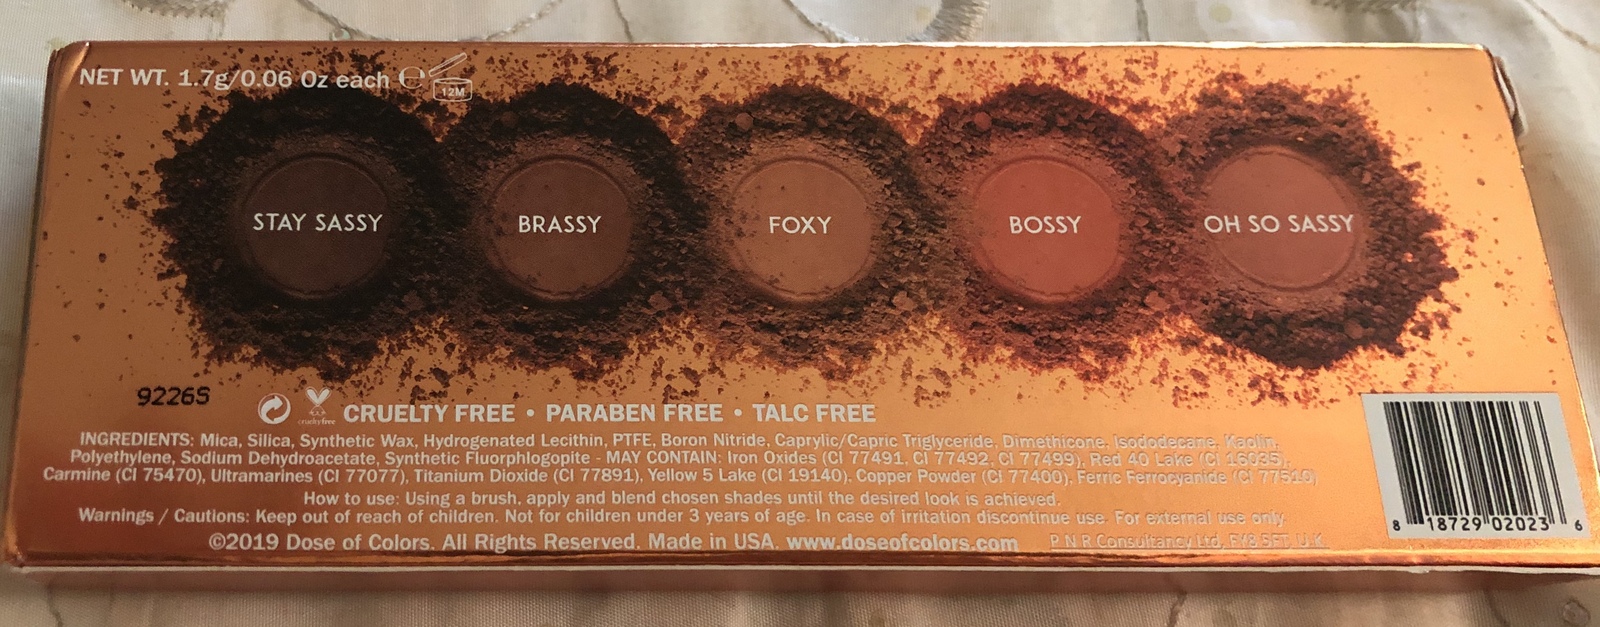 NET WT. 1.7g/0.06 Oz each ℮ 12M
STAY SASSY BRASSY FOXY BOSSY OH SO SASSY
9226S
crueltyfree CRUELTY FREE • PARABEN FREE • TALC FREE
INGREDIENTS: Mica, Silica, Synthetic Wax, Hydrogenated Lecithin, PTFE, Boron Nitride, Caprylic/Capric Triglyceride, Dimethicone, Isododecane, Kaolin,
Polyethylene, Sodium Dehydroacetate, Synthetic Fluorphlogopite - MAY CONTAIN: Iron Oxides (CI 77491, CI 77492, CI 77499), Red 40 Lake (CI 16035),
Carmine (CI 75470), Ultramarines (CI 77077), Titanium Dioxide (CI 77891), Yellow 5 Lake (CI 19140), Copper Powder (CI 77400), Ferric Ferrocyanide (CI 77510)
How to use: Using a brush, apply and blend chosen shades until the desired look is achieved.
Warnings / Cautions: Keep out of reach of children. Not for children under 3 years of age. In case of irritation discontinue use. For external use only.
©2019 Dose of Colors. All Rights Reserved. Made in USA. www.doseofcolors.com P N R Consultancy Ltd, FY8 5FT, U.K
8 18729 02023 6